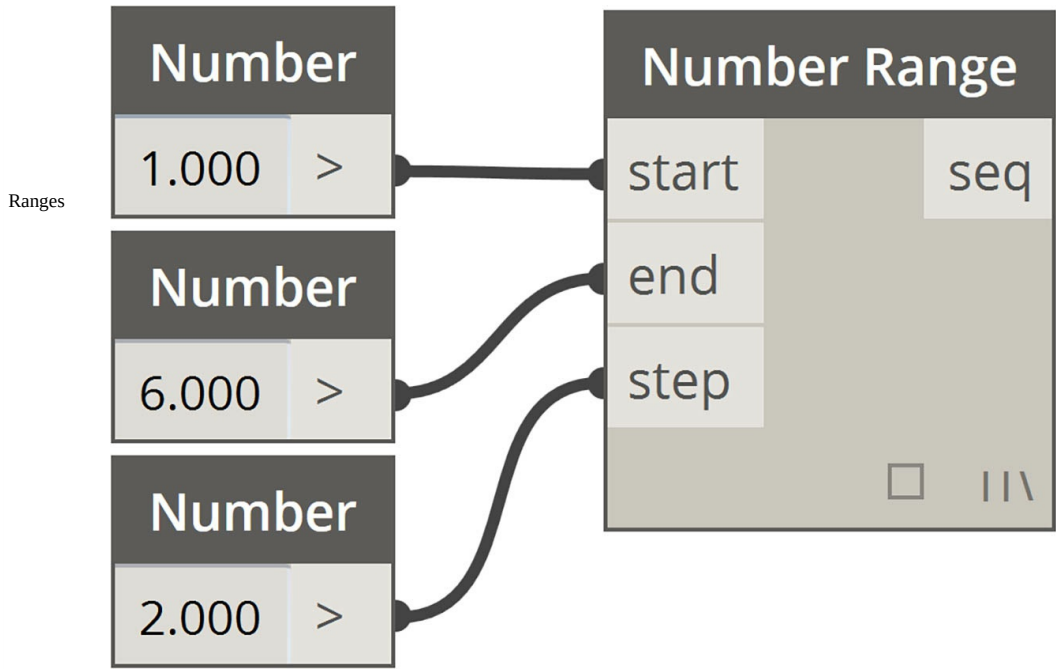 Ranges
Number
1.000 >
Number
6.000 >
Number
2.000 >
Number Range
start seq
end
step
| | \